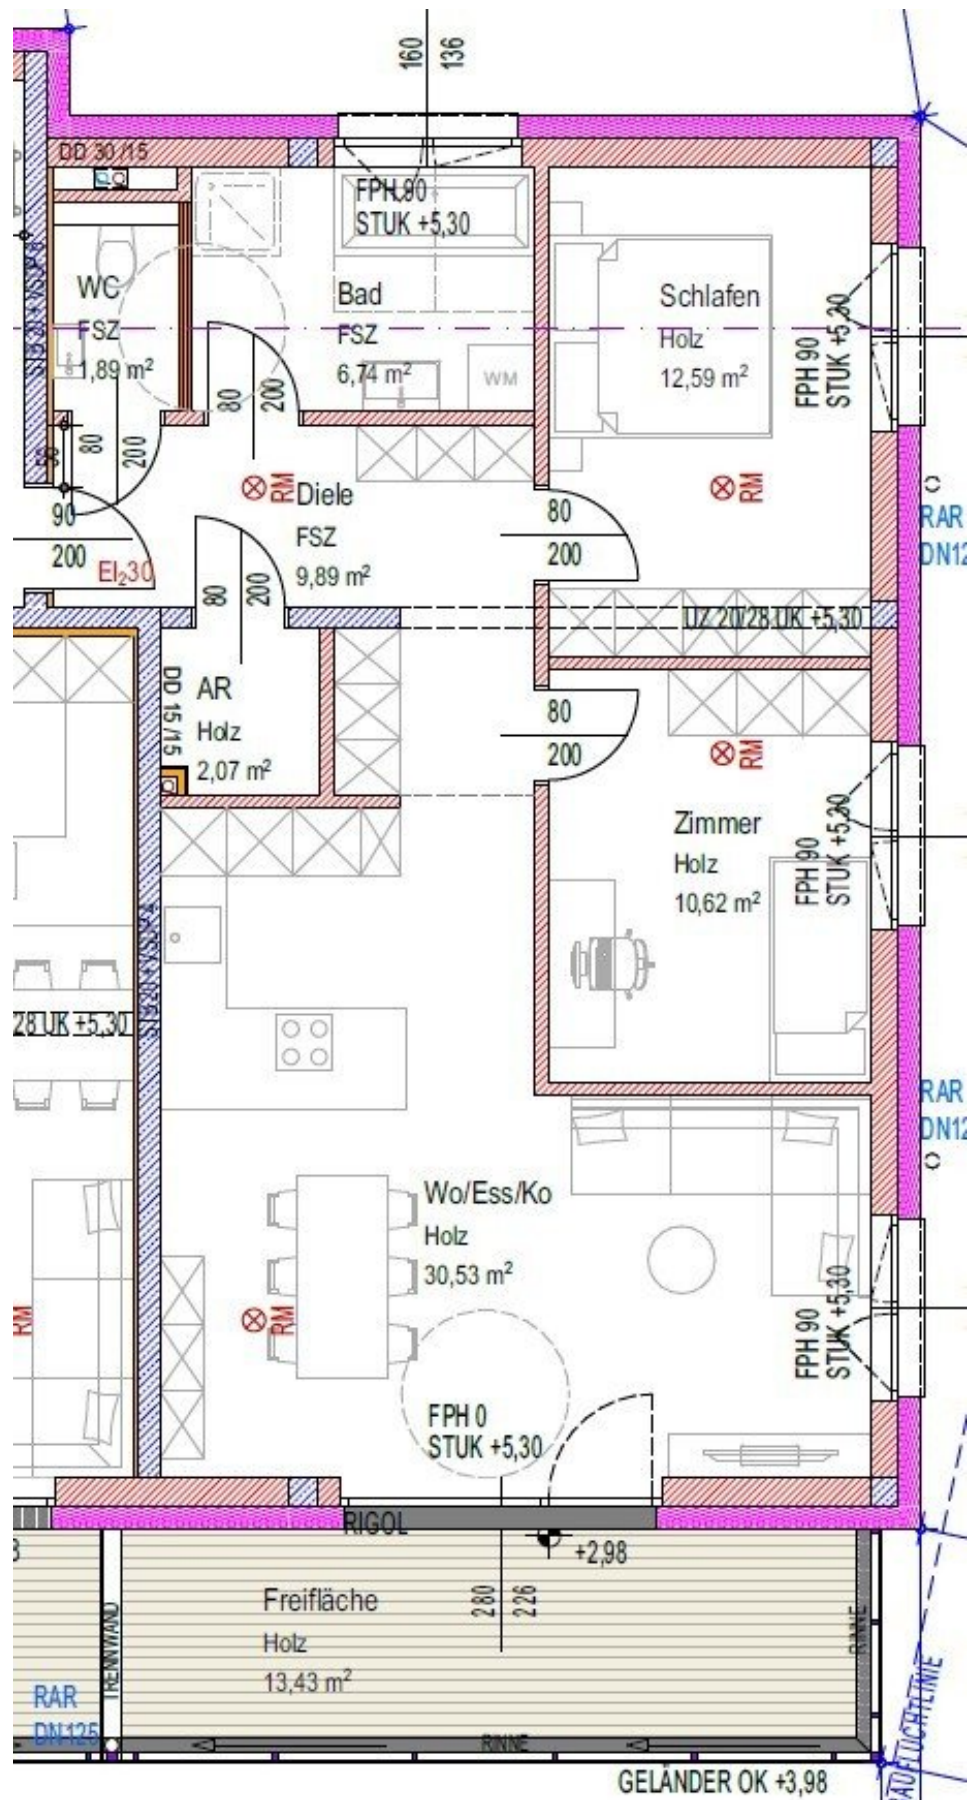 160
136
DD 30 /15
FPH 90
STUK +5,30
WC
FSZ
1,89 m²
Bad
FSZ
6,74 m²
WM
Schlafen
Holz
12,59 m²
FPH 90
STUK +5,30
80
200
80
200
90
200
EI₂30
RM
Diele
FSZ
9,89 m²
RM
80
200
RAR
DN12
80
200
UZ 20/28 UK +5,30
DD 15 /15
AR
Holz
2,07 m²
80
200
RM
Zimmer
Holz
10,62 m²
FPH 90
STUK +5,30
28 UK +5,30
RAR
DN12
Wo/Ess/Ko
Holz
30,53 m²
RM
RM
FPH 90
STUK +5,30
FPH 0
STUK +5,30
RIGOL
+2,98
Freifläche
Holz
13,43 m²
280
226
TRENNWAND
RINNE
RAR
DN125
RINNE
GELÄNDER OK +3,98
BAUFLUCHTLINIE